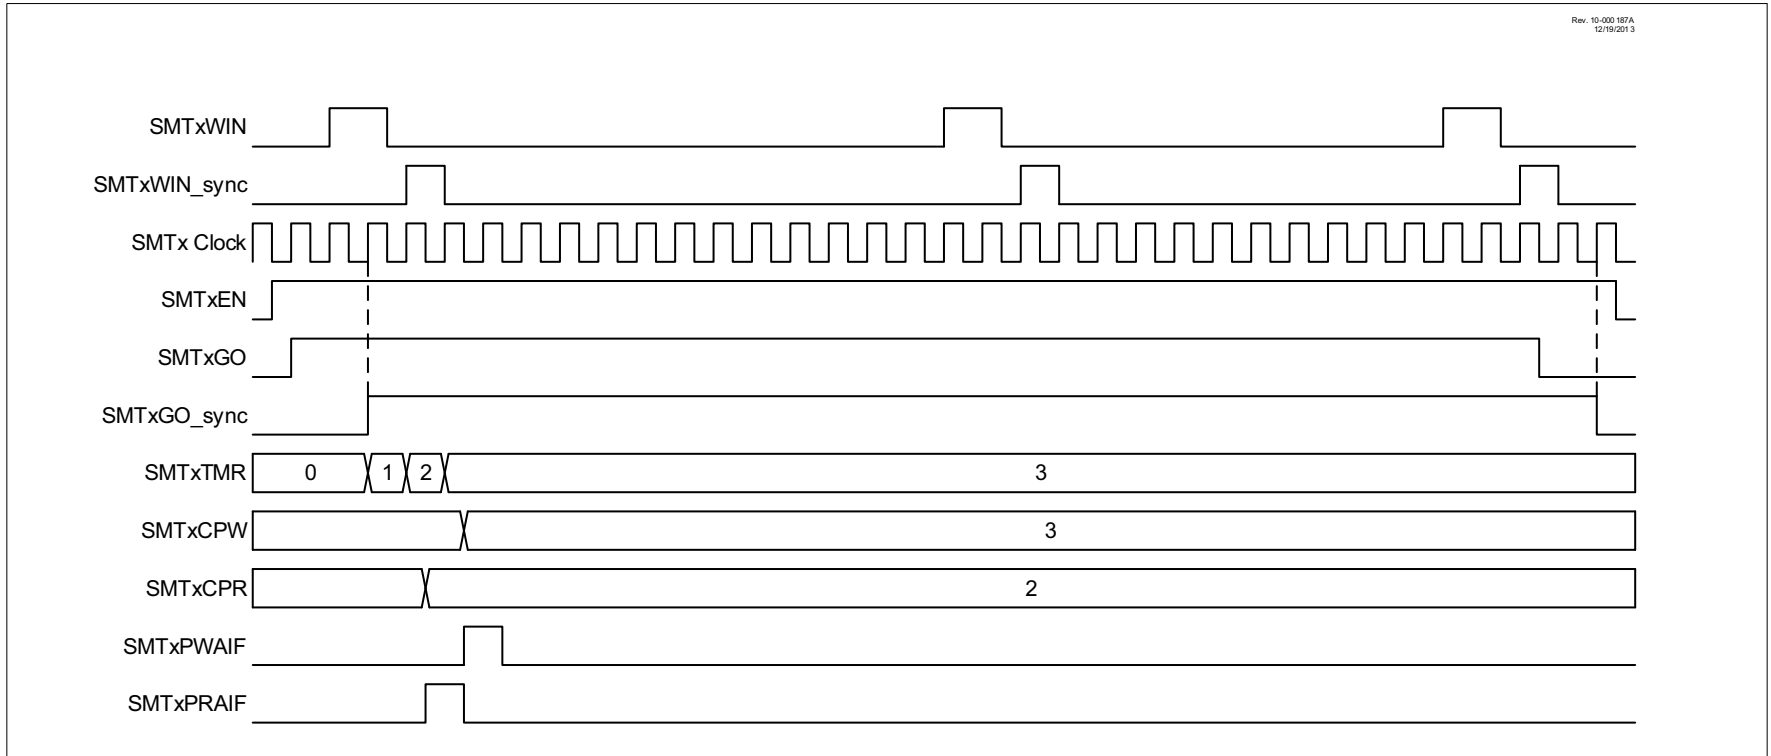 Rev. 10-000 187A
12/19/201 3
SMTxWIN
SMTxWIN_sync
SMTx Clock
SMTxEN
SMTxGO
SMTxGO_sync
SMTxTMR 0 1 2 3
SMTxCPW 3
SMTxCPR 2
SMTxPWAIF
SMTxPRAIF